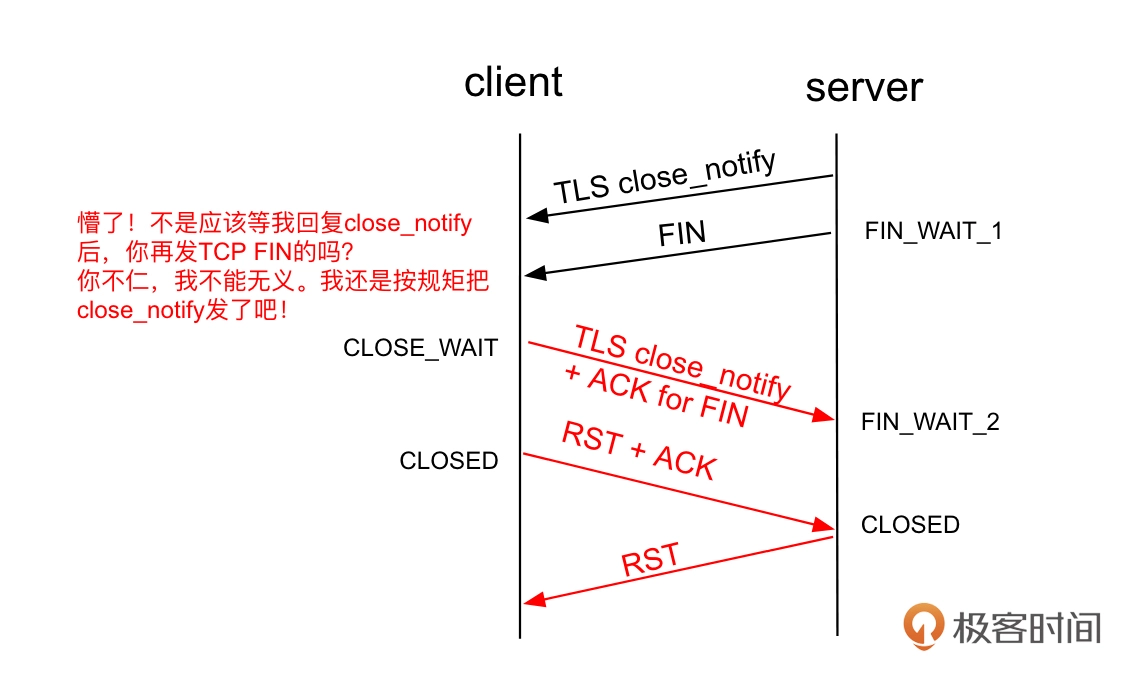 client
server
TLS close_notify
懵了！不是应该等我回复close_notify
后，你再发TCP FIN的吗？
你不仁，我不能无义。我还是按规矩把
close_notify发了吧！
FIN
FIN_WAIT_1
CLOSE_WAIT
TLS close_notify
+ ACK for FIN
FIN_WAIT_2
RST + ACK
CLOSED
CLOSED
RST
极客时间